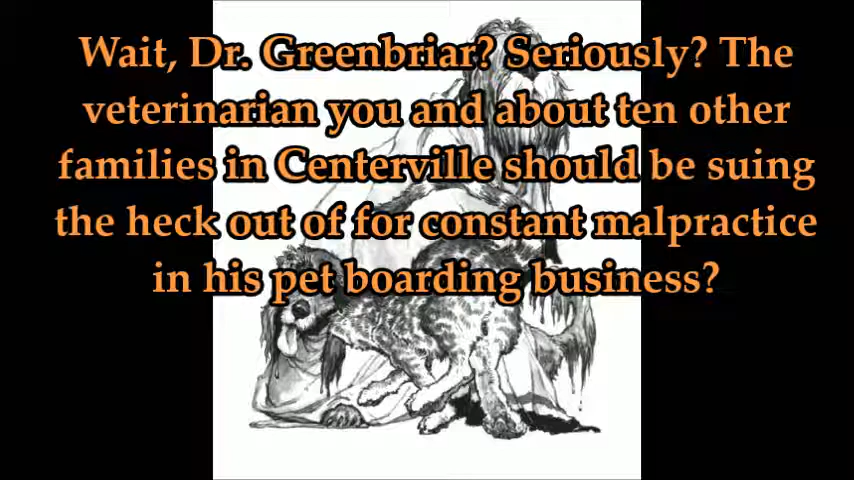 Wait, Dr. Greenbriar? Seriously? The
veterinarian you and about ten other
families in Centerville should be suing
the heck out of for constant malpractice
in his pet boarding business?